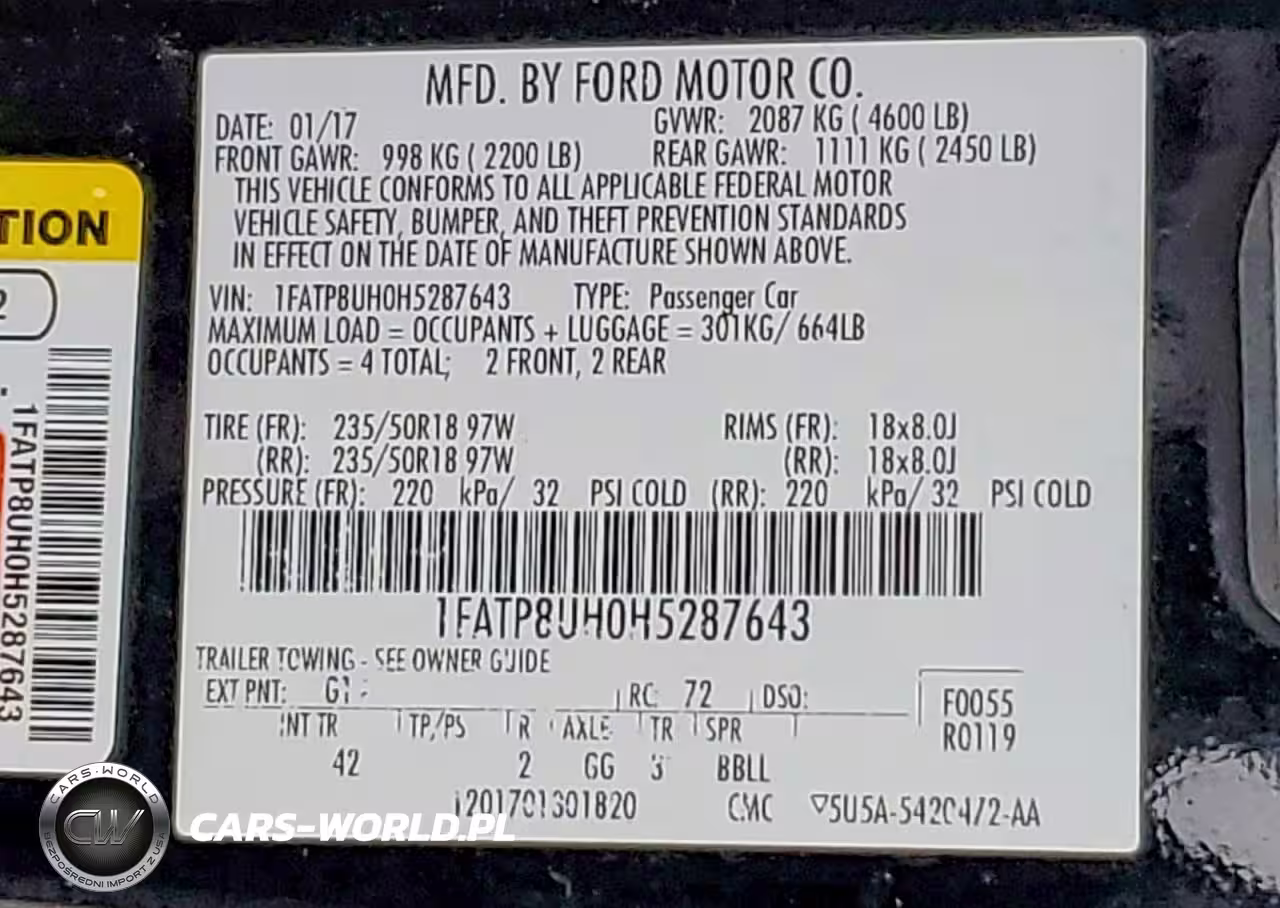 MFD. BY FORD MOTOR CO.
DATE: 01/17 GVWR: 2087 KG ( 4600 LB)
FRONT GAWR: 998 KG ( 2200 LB) REAR GAWR: 1111 KG ( 2450 LB)
THIS VEHICLE CONFORMS TO ALL APPLICABLE FEDERAL MOTOR
VEHICLE SAFETY, BUMPER, AND THEFT PREVENTION STANDARDS
IN EFFECT ON THE DATE OF MANUFACTURE SHOWN ABOVE.
VIN: 1FATP8UH0H5287643 TYPE: Passenger Car
MAXIMUM LOAD = OCCUPANTS + LUGGAGE = 301KG/ 664LB
OCCUPANTS = 4 TOTAL; 2 FRONT, 2 REAR
TIRE (FR): 235/50R18 97W RIMS (FR): 18x8.0J
(RR): 235/50R18 97W (RR): 18x8.0J
PRESSURE (FR): 220 kPa/ 32 PSI COLD (RR): 220 kPa/ 32 PSI COLD
1FATP8UH0H5287643
TRAILER TOWING - SEE OWNER GUIDE
EXT PNT: RC: 72 DSO:
F0055
R0119
INT TR TP/PS R AXLE TR SPR
42 2 GG BBLL
CMC
TION
2
1FATP8UH0H5287643
CARS-WORLD
CW
BEZPOŚREDNI IMPORT Z USA
CARS-WORLD.PL